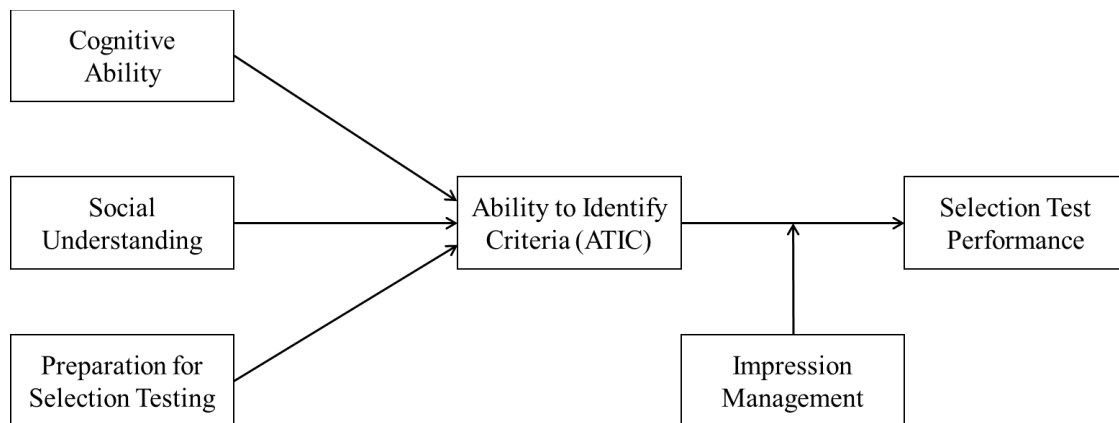 Cognitive
Ability
Social
Understanding
Ability to Identify
Criteria (ATIC)
Selection Test
Performance
Preparation for
Selection Testing
Impression
Management